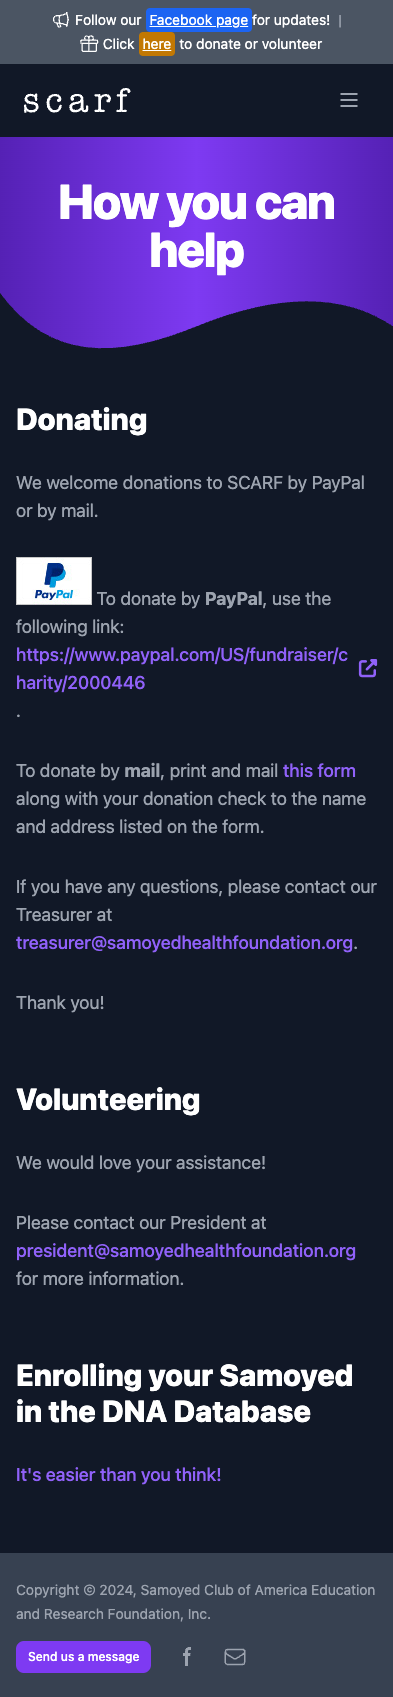 Follow our Facebook page for updates! |
Click here to donate or volunteer
scarf
How you can
help
Donating
We welcome donations to SCARF by PayPal
or by mail.
PayPal To donate by PayPal, use the
following link:
https://www.paypal.com/US/fundraiser/c
harity/2000446
.
To donate by mail, print and mail this form
along with your donation check to the name
and address listed on the form.
If you have any questions, please contact our
Treasurer at
treasurer@samoyedhealthfoundation.org.
Thank you!
Volunteering
We would love your assistance!
Please contact our President at
president@samoyedhealthfoundation.org
for more information.
Enrolling your Samoyed
in the DNA Database
It's easier than you think!
Copyright © 2024, Samoyed Club of America Education
and Research Foundation, Inc.
Send us a message